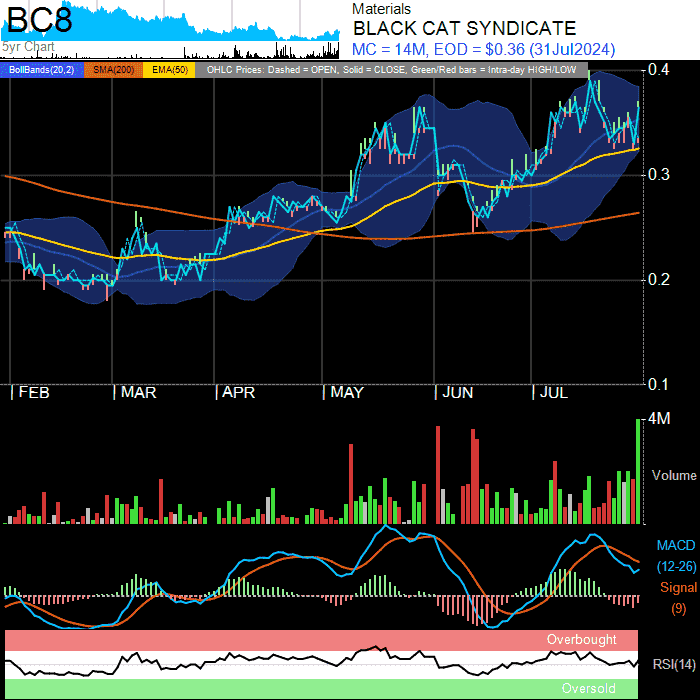 BC8
5yr Chart
Materials
BLACK CAT SYNDICATE
MC = 14M, EOD = $0.36 (31Jul2024)
BollBands(20,2) SMA(200) EMA(50) OHLC Prices: Dashed = OPEN, Solid = CLOSE, Green/Red bars = Intra-day HIGH/LOW
0.4
0.3
0.2
0.1
FEB MAR APR MAY JUN JUL
4M
Volume
MACD
(12-26)
Signal
(9)
Overbought
RSI(14)
Oversold